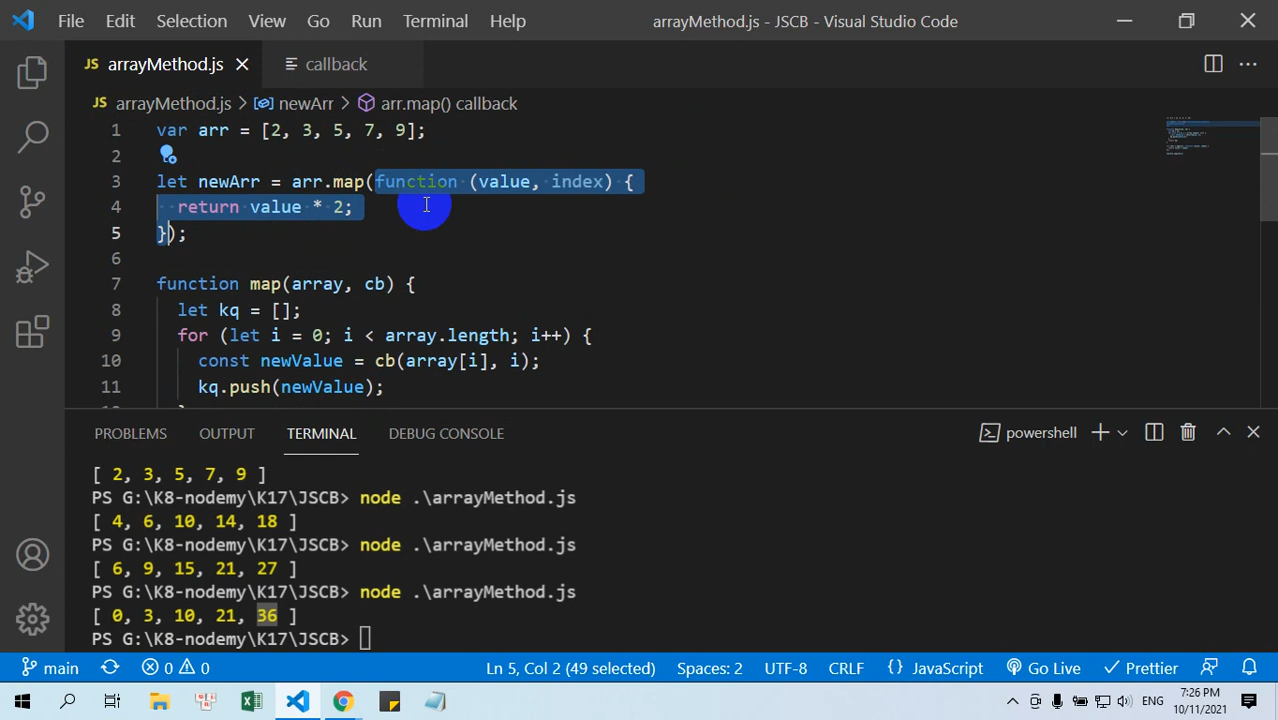 File Edit Selection View Go Run Terminal Help arrayMethod.js - JSCB - Visual Studio Code
JS arrayMethod.js callback
JS arrayMethod.js > newArr > arr.map() callback
1 var arr = [2, 3, 5, 7, 9];
2
3 let newArr = arr.map(function (value, index) {
4 return value * 2;
5 });
6
7 function map(array, cb) {
8 let kq = [];
9 for (let i = 0; i < array.length; i++) {
10 const newValue = cb(array[i], i);
11 kq.push(newValue);
PROBLEMS OUTPUT TERMINAL DEBUG CONSOLE powershell
[ 2, 3, 5, 7, 9 ]
PS G:\K8-nodemy\K17\JSCB> node .\arrayMethod.js
[ 4, 6, 10, 14, 18 ]
PS G:\K8-nodemy\K17\JSCB> node .\arrayMethod.js
[ 6, 9, 15, 21, 27 ]
PS G:\K8-nodemy\K17\JSCB> node .\arrayMethod.js
[ 0, 3, 10, 21, 36 ]
PS G:\K8-nodemy\K17\JSCB>
main 0 0 Ln 5, Col 2 (49 selected) Spaces: 2 UTF-8 CRLF {} JavaScript Go Live Prettier
ENG 7:26 PM
10/11/2021